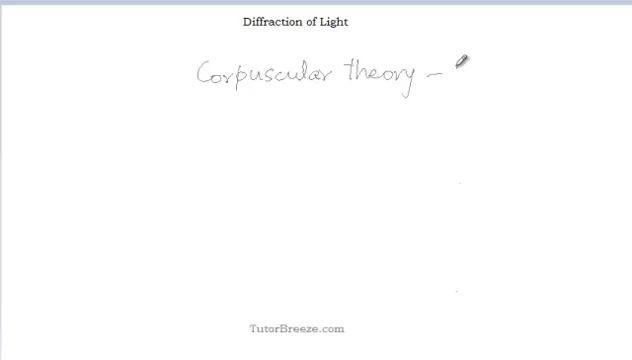 Diffraction of Light
Corpuscular theory –
TutorBreeze.com